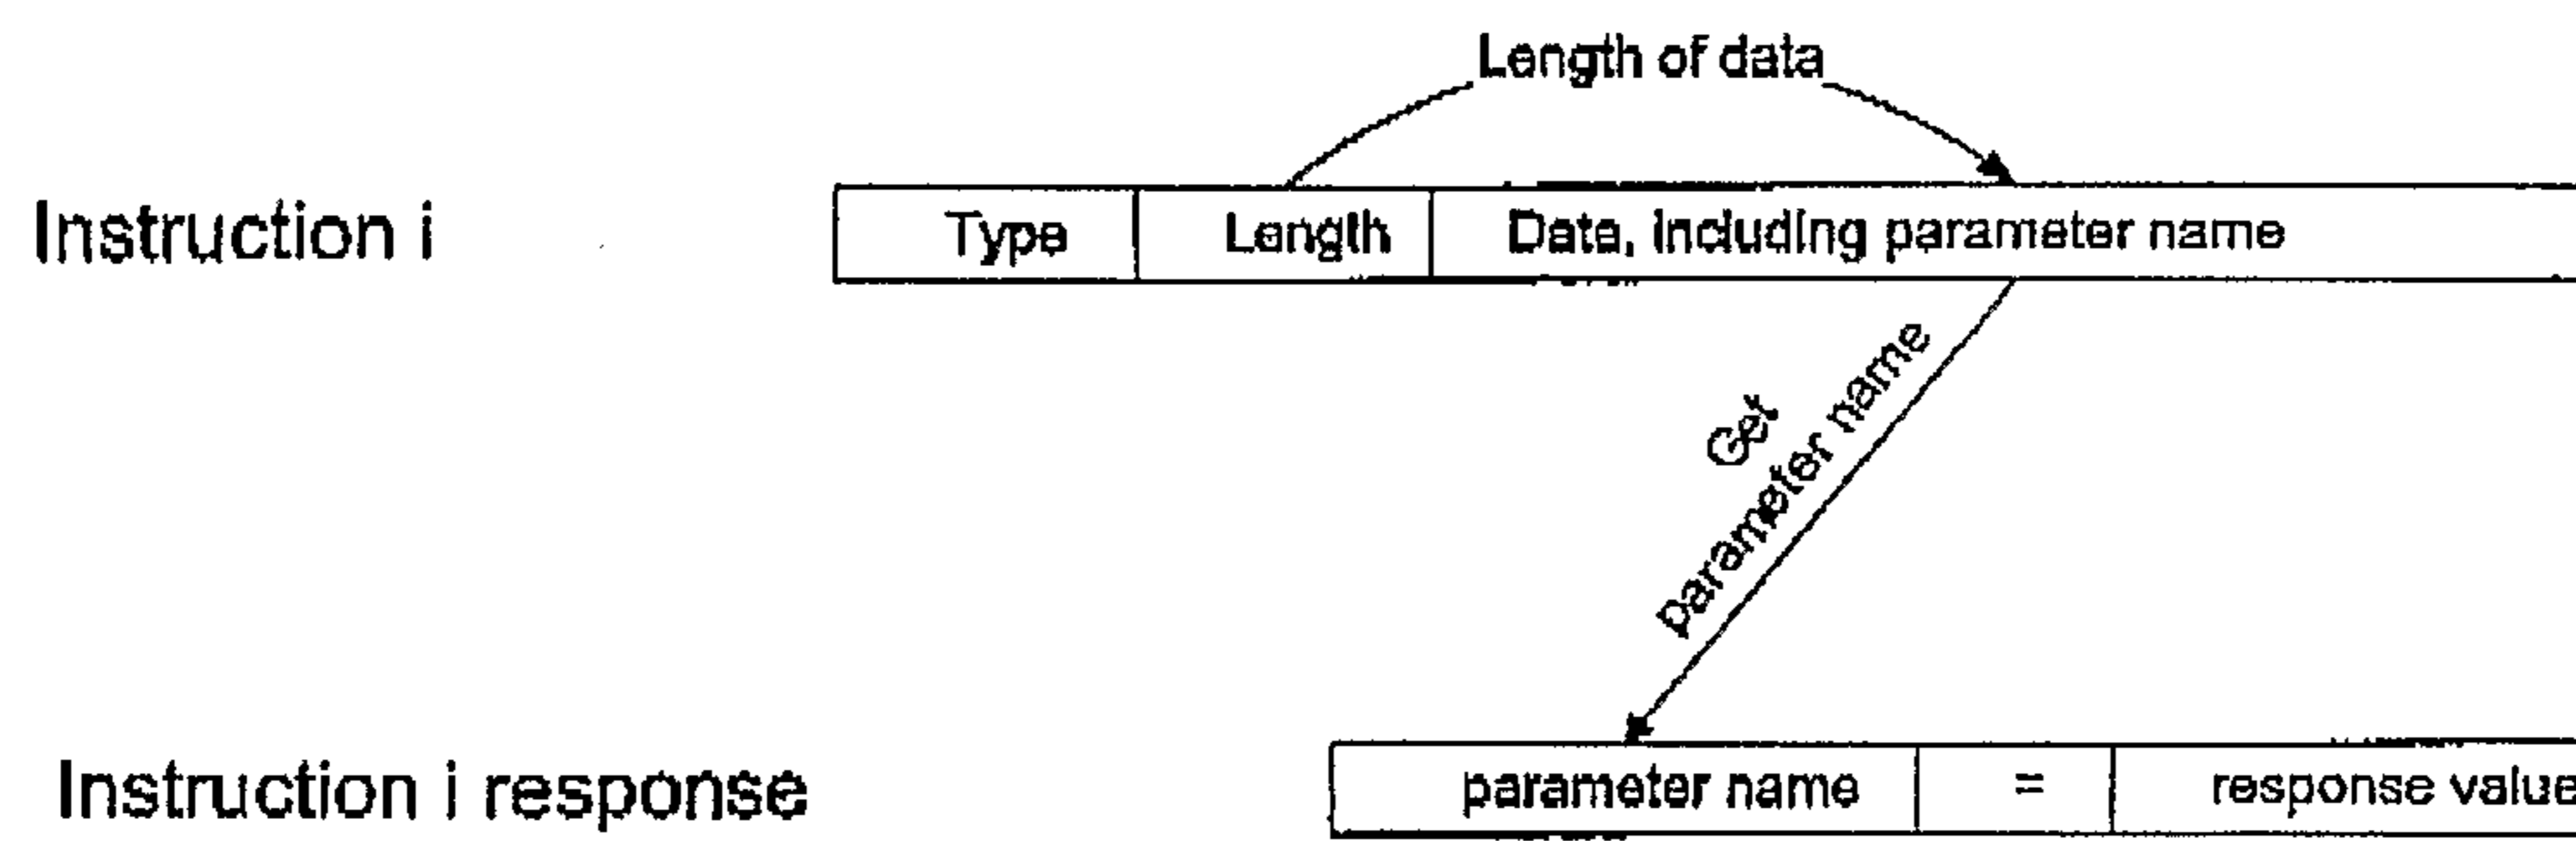 Length of data
Instruction i
Type
Length
Data, including parameter name
Get
parameter name
Instruction i response
parameter name
=
response value